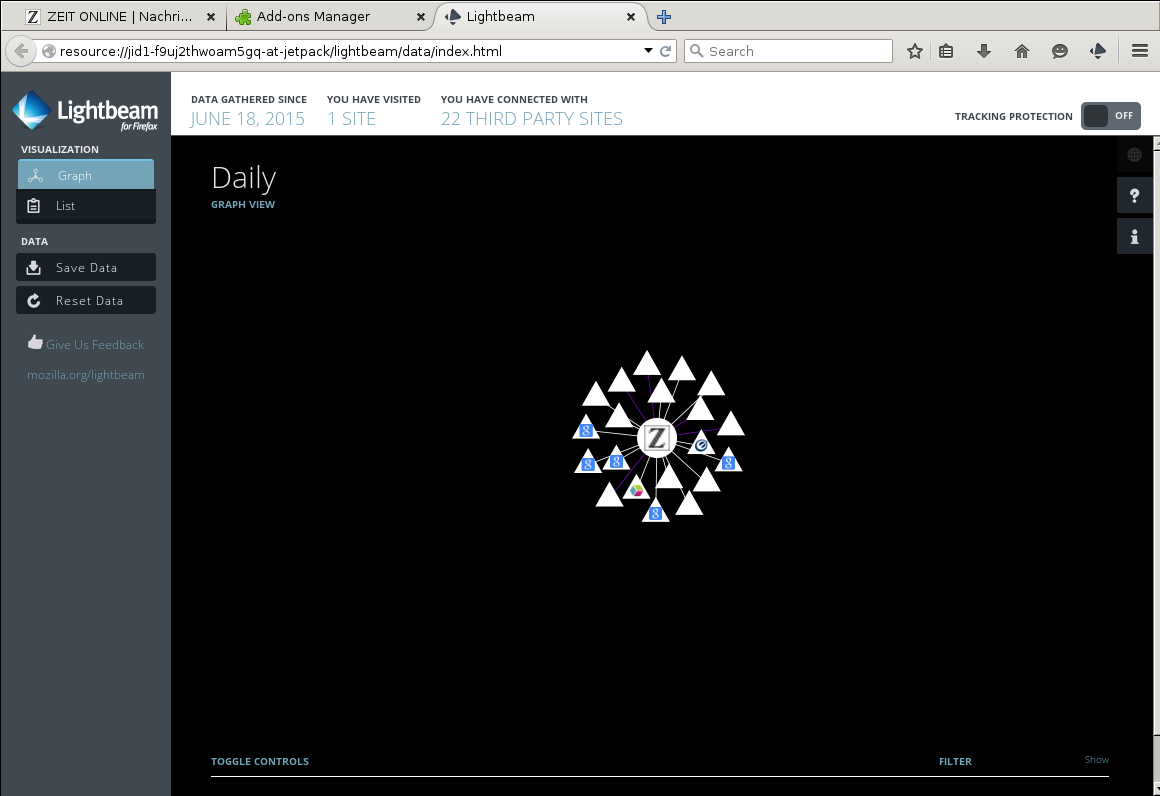 ZEIT ONLINE | Nachri...
Add-ons Manager
Lightbeam
resource://jid1-f9uj2thwoam5gq-at-jetpack/lightbeam/data/index.html
Search
Lightbeam
for Firefox
DATA GATHERED SINCE
JUNE 18, 2015
YOU HAVE VISITED
1 SITE
YOU HAVE CONNECTED WITH
22 THIRD PARTY SITES
TRACKING PROTECTION
OFF
VISUALIZATION
Graph
List
DATA
Save Data
Reset Data
Give Us Feedback
mozilla.org/lightbeam
Daily
GRAPH VIEW
Z
TOGGLE CONTROLS
FILTER
Show